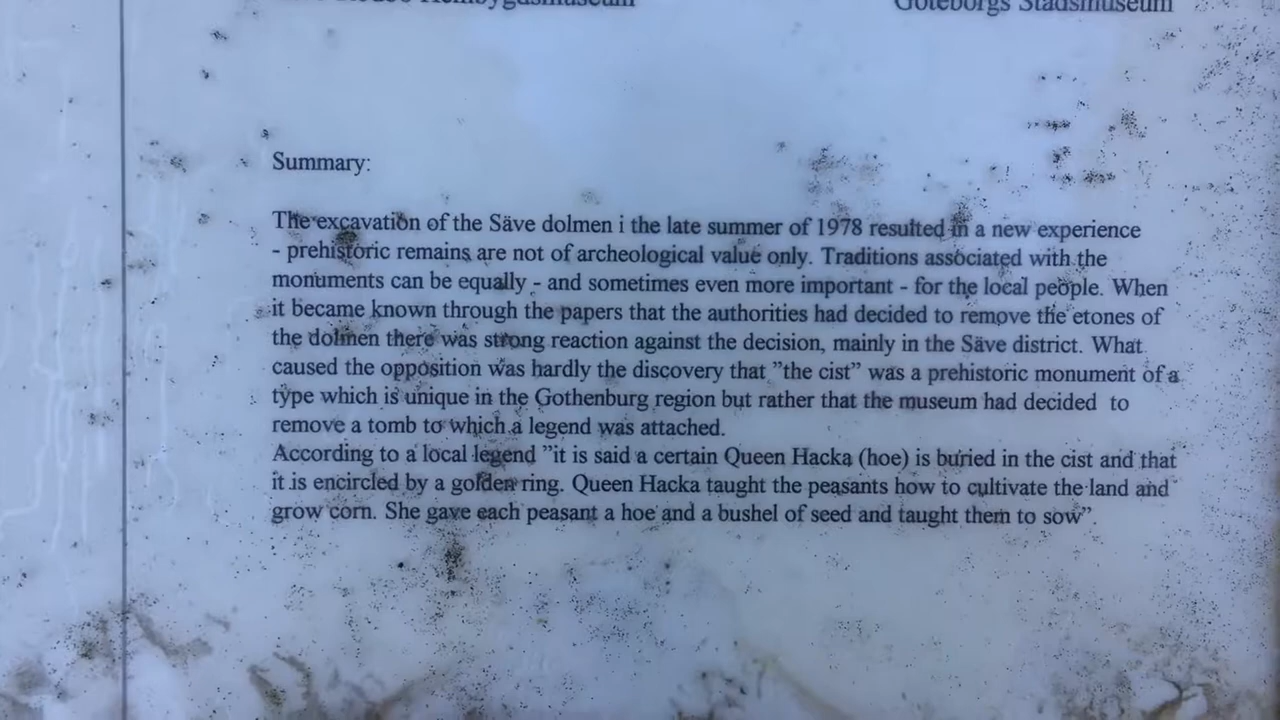 Göteborgs Stadsmuseum
Summary:
The excavation of the Säve dolmen i the late summer of 1978 resulted in a new experience
- prehistoric remains are not of archeological value only. Traditions associated with the
monuments can be equally - and sometimes even more important - for the local people. When
it became known through the papers that the authorities had decided to remove the etones of
the dolmen there was strong reaction against the decision, mainly in the Säve district. What
caused the opposition was hardly the discovery that ”the cist” was a prehistoric monument of a
type which is unique in the Gothenburg region but rather that the museum had decided to
remove a tomb to which a legend was attached.
According to a local legend ”it is said a certain Queen Hacka (hoe) is buried in the cist and that
it is encircled by a golden ring. Queen Hacka taught the peasants how to cultivate the land and
grow corn. She gave each peasant a hoe and a bushel of seed and taught them to sow”.